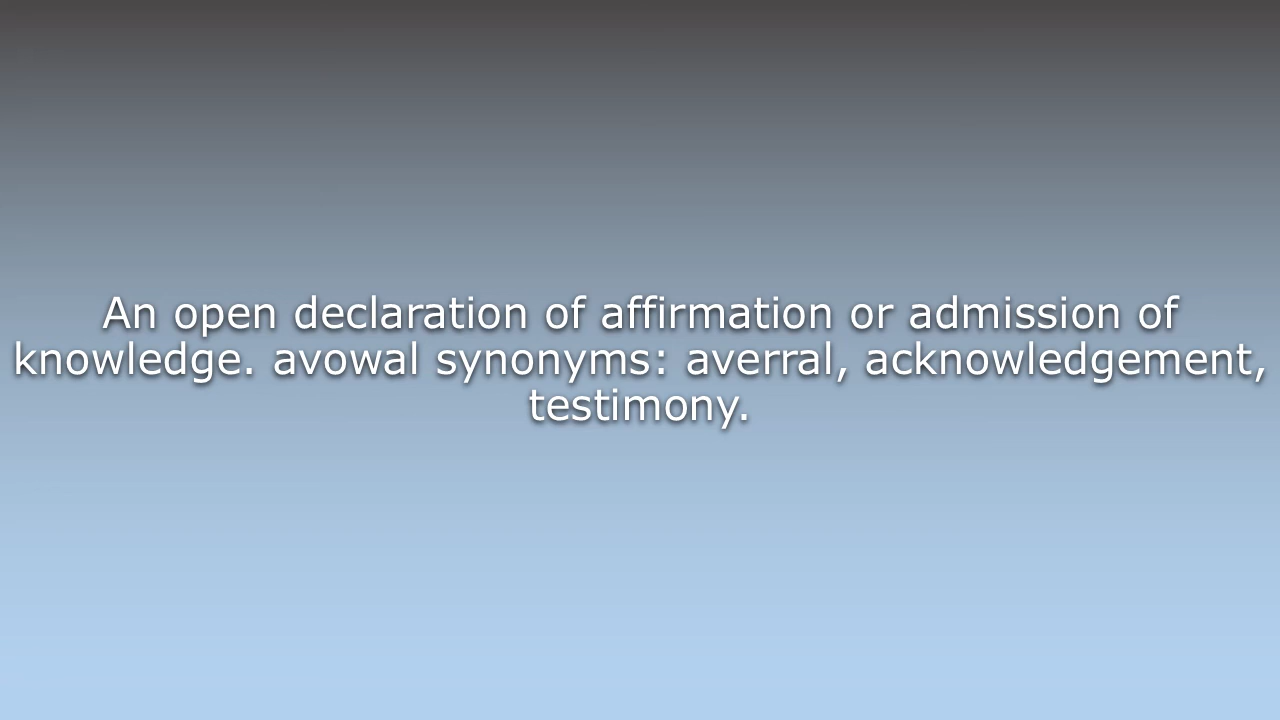 An open declaration of affirmation or admission of
knowledge. avowal synonyms: averral, acknowledgement,
testimony.